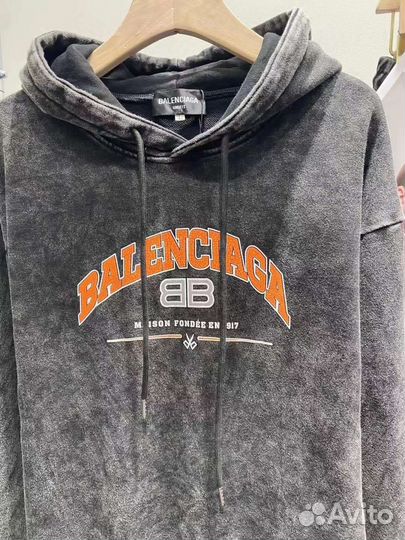 BALENCIAGA
BALENCIAGA
BB
MAISON FONDÉE EN 1917
Avito